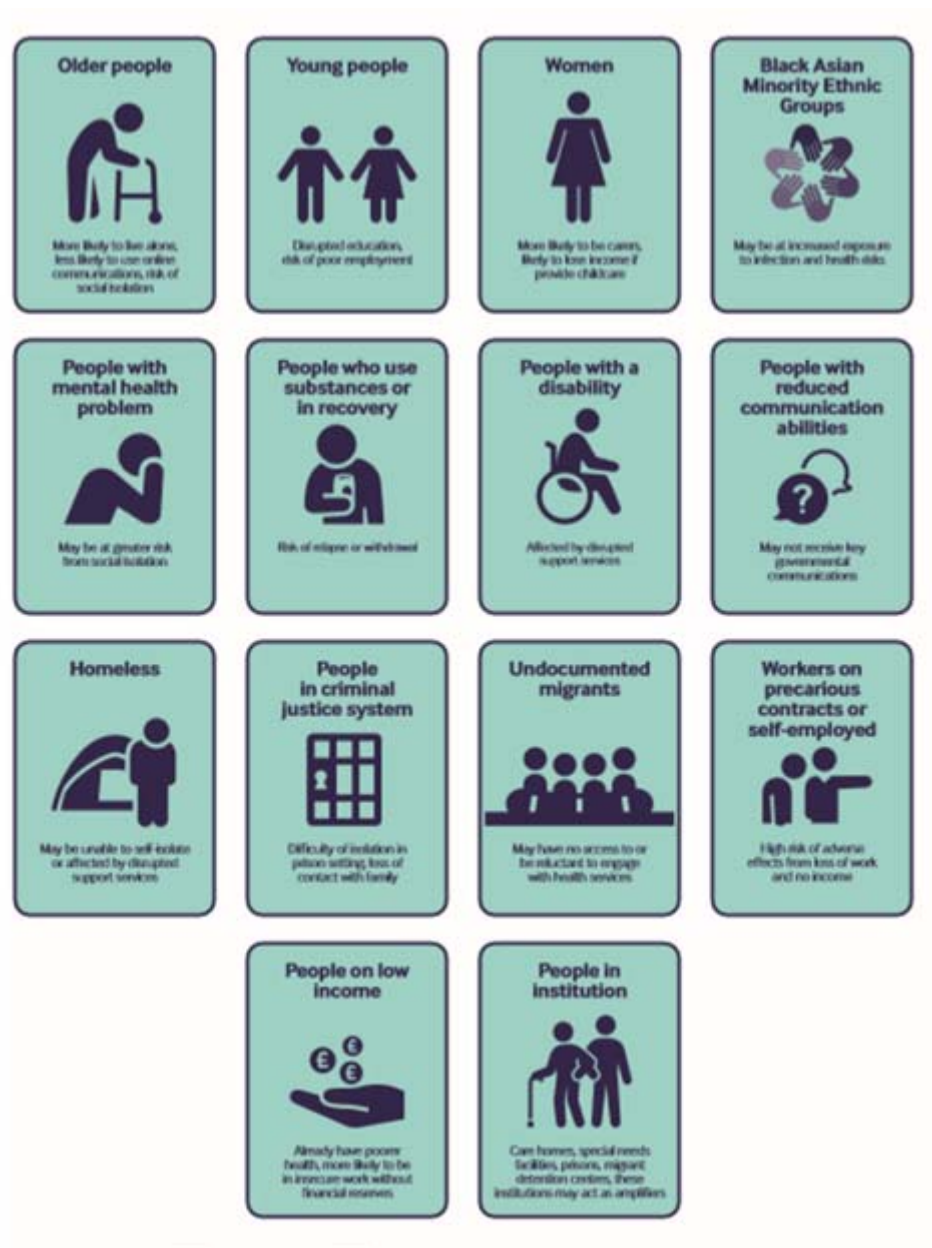 Older people
More likely to live alone,
less likely to use online
communications, risk of
social isolation
Young people
Disrupted education,
risk of poor employment
Women
More likely to be carers,
likely to lose income if
provide childcare
Black Asian
Minority Ethnic
Groups
May be at increased exposure
to infection and health risks
People with
mental health
problem
May be at greater risk
from social isolation
People who use
substances or
in recovery
Risk of relapse or withdrawal
People with a
disability
Affected by disrupted
support services
People with
reduced
communication
abilities
?
May not receive key
governmental
communications
Homeless
May be unable to self-isolate
or affected by disrupted
support services
People
in criminal
justice system
Difficulty of isolation in
prison setting, loss of
contact with family
Undocumented
migrants
May have no access to or
be reluctant to engage
with health services
Workers on
precarious
contracts or
self-employed
High risk of adverse
effects from loss of work
and no income
People on low
income
£
£
£
Already have poorer
health, more likely to be
in insecure work without
financial reserves
People in
institution
Care homes, special needs
facilities, prisons, migrant
detention centres, these
institutions may act as amplifiers